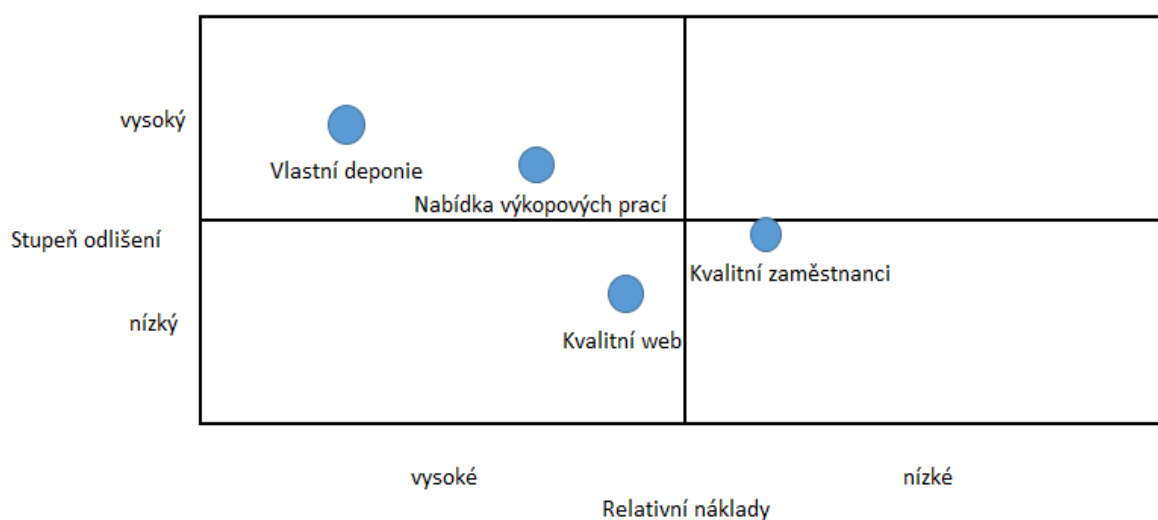 vysoký
Vlastní deponie
Nabídka výkopových prací
Stupeň odlišení
Kvalitní zaměstnanci
nízký
Kvalitní web
vysoké
nízké
Relativní náklady